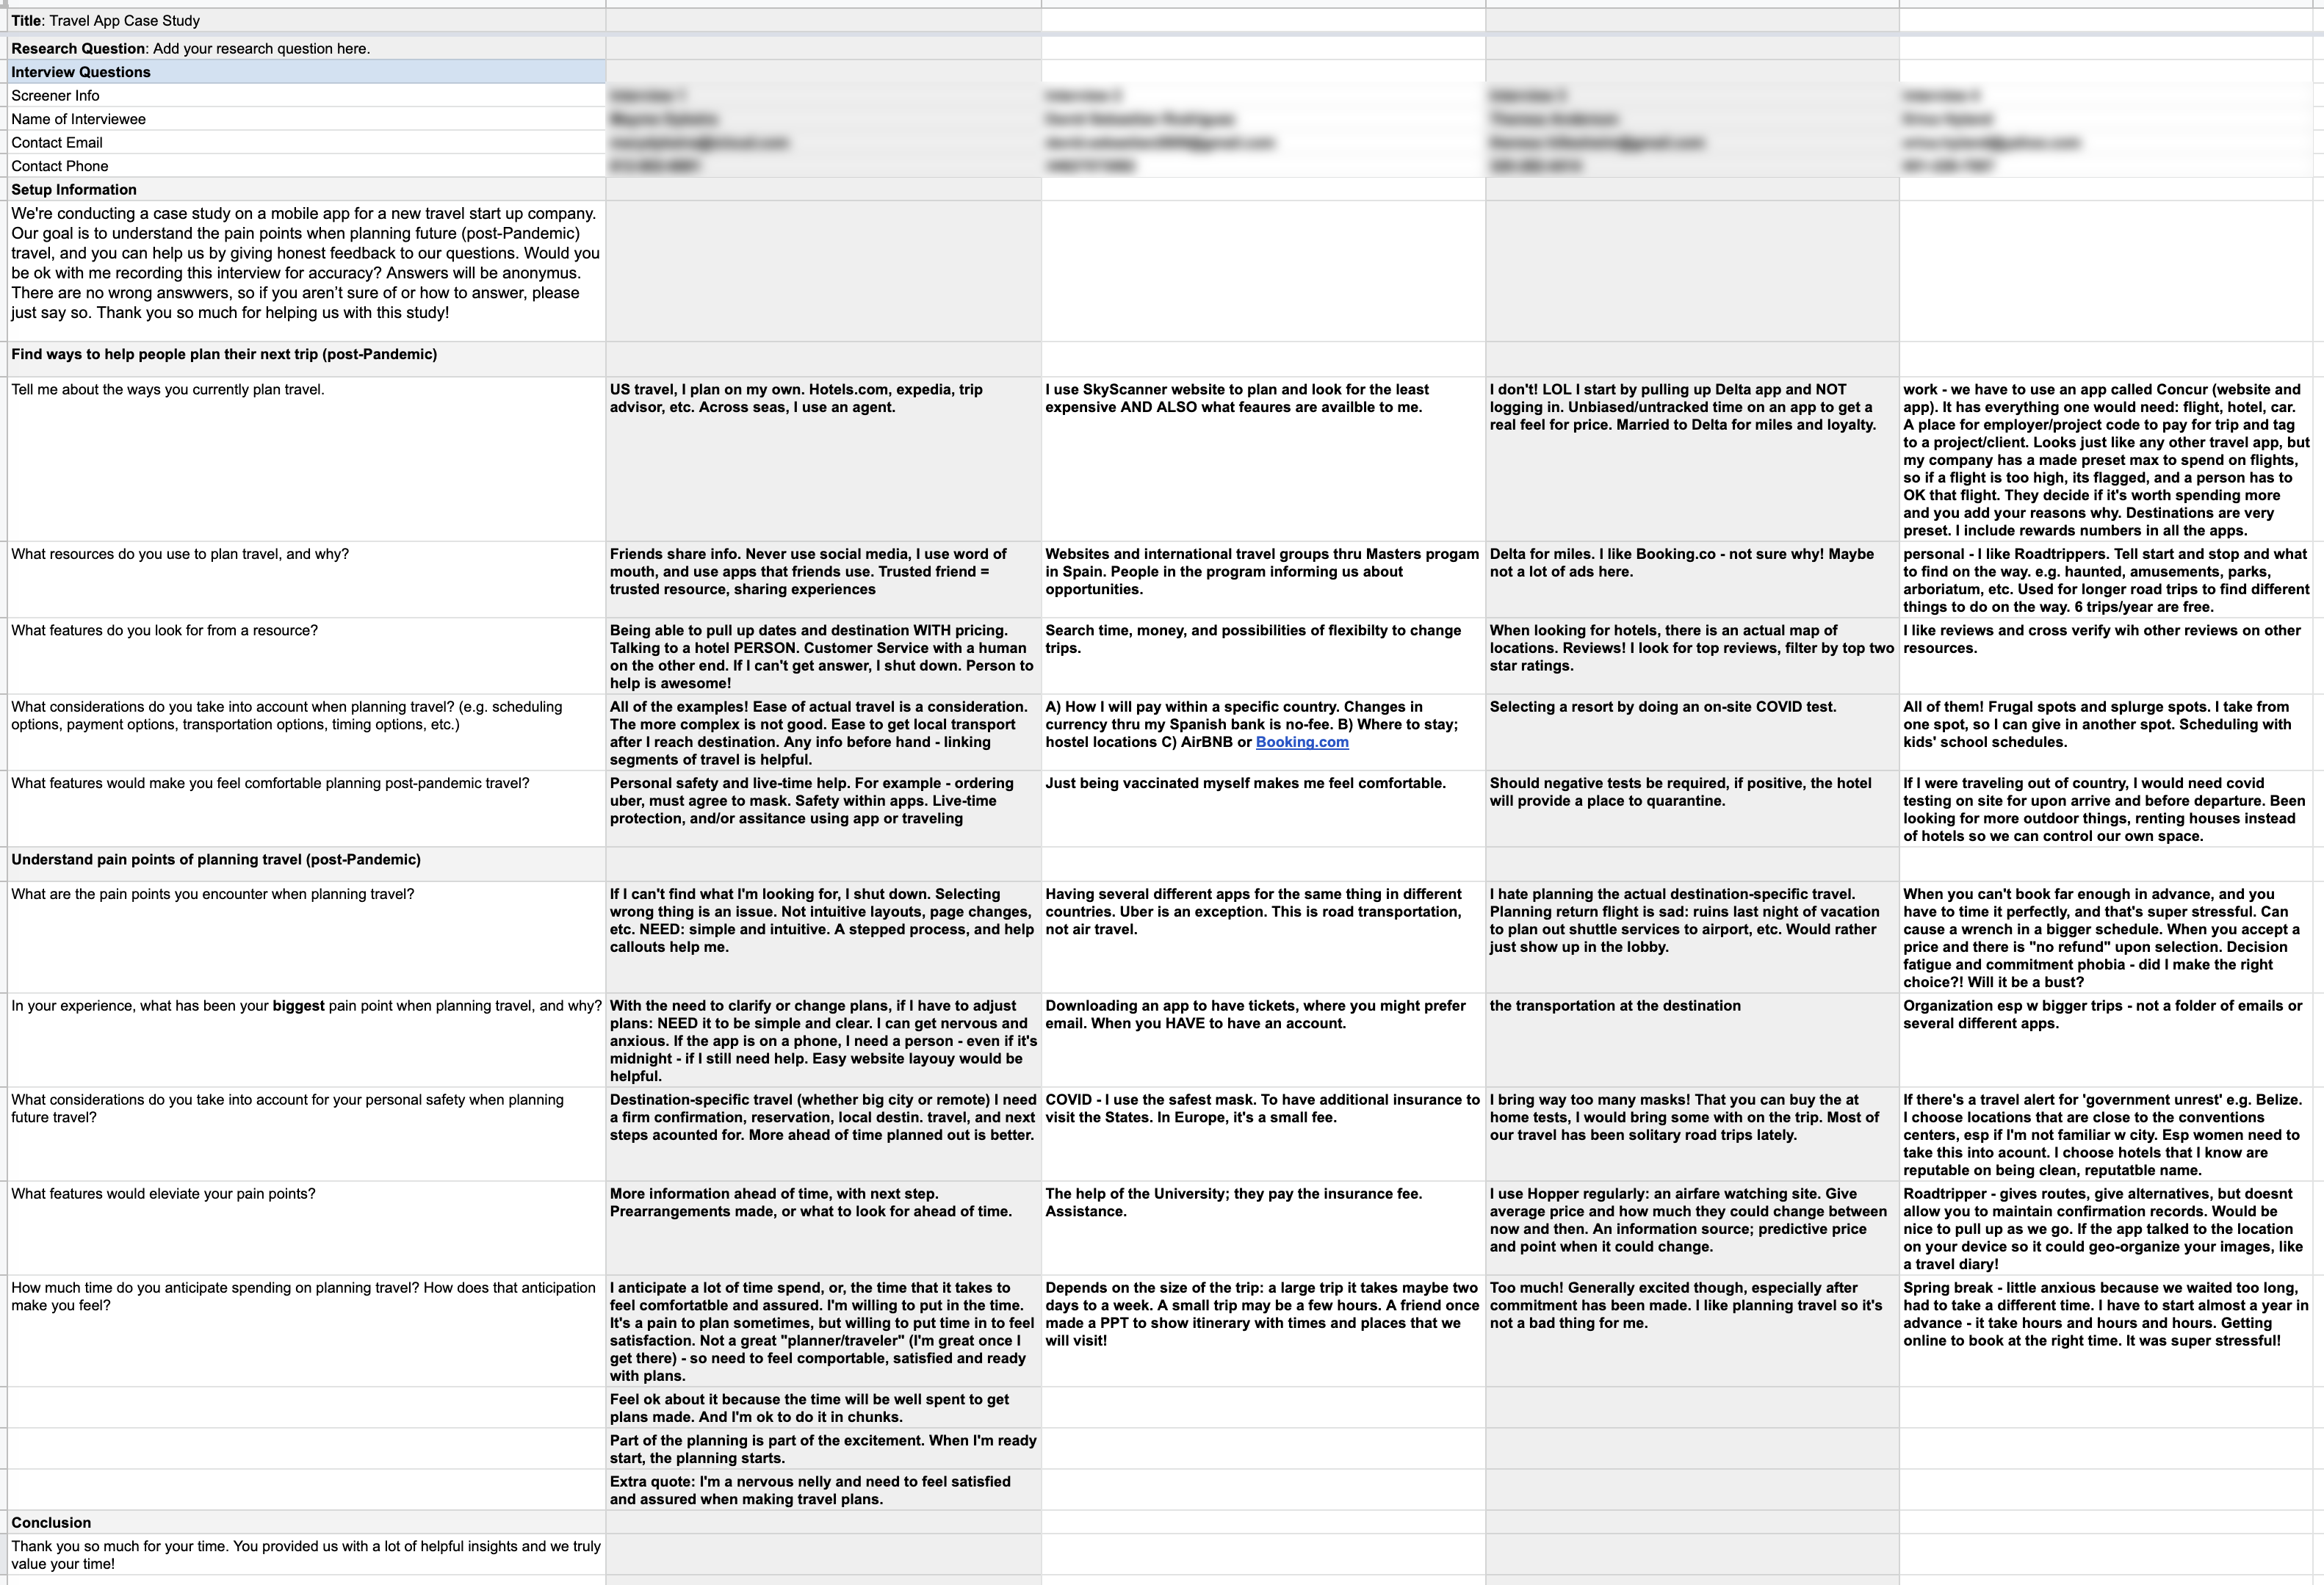 Title: Travel App Case Study
Research Question: Add your research question here.
Interview Questions
Screener Info
Name of Interviewee
Contact Email
Contact Phone
Setup Information
We're conducting a case study on a mobile app for a new travel start up company.
Our goal is to understand the pain points when planning future (post-Pandemic)
travel, and you can help us by giving honest feedback to our questions. Would you
be ok with me recording this interview for accuracy? Answers will be anonymus.
There are no wrong answwers, so if you aren't sure of or how to answer, please
just say so. Thank you so much for helping us with this study!
Find ways to help people plan their next trip (post-Pandemic)
Tell me about the ways you currently plan travel.
US travel, I plan on my own. Hotels.com, expedia, trip
advisor, etc. Across seas, I use an agent.
I use SkyScanner website to plan and look for the least
expensive AND ALSO what feaures are availble to me.
I don't! LOL I start by pulling up Delta app and NOT
logging in. Unbiased/untracked time on an app to get a
real feel for price. Married to Delta for miles and loyalty.
work - we have to use an app called Concur (website and
app). It has everything one would need: flight, hotel, car.
A place for employer/project code to pay for trip and tag
to a project/client. Looks just like any other travel app, but
my company has a made preset max to spend on flights,
so if a flight is too high, its flagged, and a person has to
OK that flight. They decide if it's worth spending more
and you add your reasons why. Destinations are very
preset. I include rewards numbers in all the apps.
What resources do you use to plan travel, and why?
Friends share info. Never use social media, I use word of
mouth, and use apps that friends use. Trusted friend =
trusted resource, sharing experiences
Websites and international travel groups thru Masters progam
in Spain. People in the program informing us about
opportunities.
Delta for miles. I like Booking.co - not sure why! Maybe
not a lot of ads here.
personal - I like Roadtrippers. Tell start and stop and what
to find on the way. e.g. haunted, amusements, parks,
arboriatum, etc. Used for longer road trips to find different
things to do on the way. 6 trips/year are free.
What features do you look for from a resource?
Being able to pull up dates and destination WITH pricing.
Talking to a hotel PERSON. Customer Service with a human
on the other end. If I can't get answer, I shut down. Person to
help is awesome!
Search time, money, and possibilities of flexibilty to change
trips.
When looking for hotels, there is an actual map of
locations. Reviews! I look for top reviews, filter by top two
star ratings.
I like reviews and cross verify wih other reviews on other
resources.
What considerations do you take into account when planning travel? (e.g. scheduling
options, payment options, transportation options, timing options, etc.)
All of the examples! Ease of actual travel is a consideration.
The more complex is not good. Ease to get local transport
after I reach destination. Any info before hand - linking
segments of travel is helpful.
A) How I will pay within a specific country. Changes in
currency thru my Spanish bank is no-fee. B) Where to stay;
hostel locations C) AirBNB or Booking.com
Selecting a resort by doing an on-site COVID test.
All of them! Frugal spots and splurge spots. I take from
one spot, so I can give in another spot. Scheduling with
kids' school schedules.
What features would make you feel comfortable planning post-pandemic travel?
Personal safety and live-time help. For example - ordering
uber, must agree to mask. Safety within apps. Live-time
protection, and/or assitance using app or traveling
Just being vaccinated myself makes me feel comfortable.
Should negative tests be required, if positive, the hotel
will provide a place to quarantine.
If I were traveling out of country, I would need covid
testing on site for upon arrive and before departure. Been
looking for more outdoor things, renting houses instead
of hotels so we can control our own space.
Understand pain points of planning travel (post-Pandemic)
What are the pain points you encounter when planning travel?
If I can't find what I'm looking for, I shut down. Selecting
wrong thing is an issue. Not intuitive layouts, page changes,
etc. NEED: simple and intuitive. A stepped process, and help
callouts help me.
Having several different apps for the same thing in different
countries. Uber is an exception. This is road transportation,
not air travel.
I hate planning the actual destination-specific travel.
Planning return flight is sad: ruins last night of vacation
to plan out shuttle services to airport, etc. Would rather
just show up in the lobby.
When you can't book far enough in advance, and you
have to time it perfectly, and that's super stressful. Can
cause a wrench in a bigger schedule. When you accept a
price and there is "no refund" upon selection. Decision
fatigue and commitment phobia - did I make the right
choice?! Will it be a bust?
In your experience, what has been your biggest pain point when planning travel, and why?
With the need to clarify or change plans, if I have to adjust
plans: NEED it to be simple and clear. I can get nervous and
anxious. If the app is on a phone, I need a person - even if it's
midnight - if I still need help. Easy website layouy would be
helpful.
Downloading an app to have tickets, where you might prefer
email. When you HAVE to have an account.
the transportation at the destination
Organization esp w bigger trips - not a folder of emails or
several different apps.
What considerations do you take into account for your personal safety when planning
future travel?
Destination-specific travel (whether big city or remote) I need
a firm confirmation, reservation, local destin. travel, and next
steps acounted for. More ahead of time planned out is better.
COVID - I use the safest mask. To have additional insurance to
visit the States. In Europe, it's a small fee.
I bring way too many masks! That you can buy the at
home tests, I would bring some with on the trip. Most of
our travel has been solitary road trips lately.
If there's a travel alert for 'government unrest' e.g. Belize.
I choose locations that are close to the conventions
centers, esp if I'm not familiar w city. Esp women need to
take this into acount. I choose hotels that I know are
reputable on being clean, reputatble name.
What features would eleviate your pain points?
More information ahead of time, with next step.
Prearrangements made, or what to look for ahead of time.
The help of the University; they pay the insurance fee.
Assistance.
I use Hopper regularly: an airfare watching site. Give
average price and how much they could change between
now and then. An information source; predictive price
and point when it could change.
Roadtripper - gives routes, give alternatives, but doesnt
allow you to maintain confirmation records. Would be
nice to pull up as we go. If the app talked to the location
on your device so it could geo-organize your images, like
a travel diary!
How much time do you anticipate spending on planning travel? How does that anticipation
make you feel?
I anticipate a lot of time spend, or, the time that it takes to
feel comfortatble and assured. I'm willing to put in the time.
It's a pain to plan sometimes, but willing to put time in to feel
satisfaction. Not a great "planner/traveler" (I'm great once I
get there) - so need to feel comportable, satisfied and ready
with plans.
Depends on the size of the trip: a large trip it takes maybe two
days to a week. A small trip may be a few hours. A friend once
made a PPT to show itinerary with times and places that we
will visit!
Too much! Generally excited though, especially after
commitment has been made. I like planning travel so it's
not a bad thing for me.
Spring break - little anxious because we waited too long,
had to take a different time. I have to start almost a year in
advance - it take hours and hours and hours. Getting
online to book at the right time. It was super stressful!
Feel ok about it because the time will be well spent to get
plans made. And I'm ok to do it in chunks.
Part of the planning is part of the excitement. When I'm ready
start, the planning starts.
Extra quote: I'm a nervous nelly and need to feel satisfied
and assured when making travel plans.
Conclusion
Thank you so much for your time. You provided us with a lot of helpful insights and we truly
value your time!